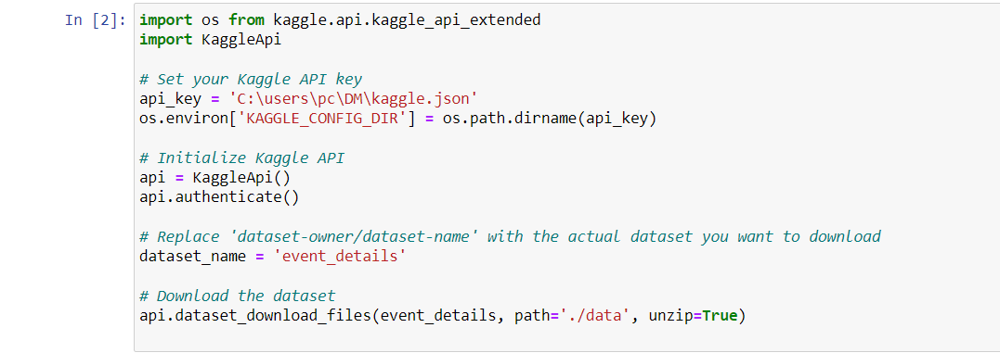 In [2]: import os from kaggle.api.kaggle_api_extended
import KaggleApi
# Set your Kaggle API key
api_key = 'C:\users\pc\DM\kaggle.json'
os.environ['KAGGLE_CONFIG_DIR'] = os.path.dirname(api_key)
# Initialize Kaggle API
api = KaggleApi()
api.authenticate()
# Replace 'dataset-owner/dataset-name' with the actual dataset you want to download
dataset_name = 'event_details'
# Download the dataset
api.dataset_download_files(event_details, path='./data', unzip=True)